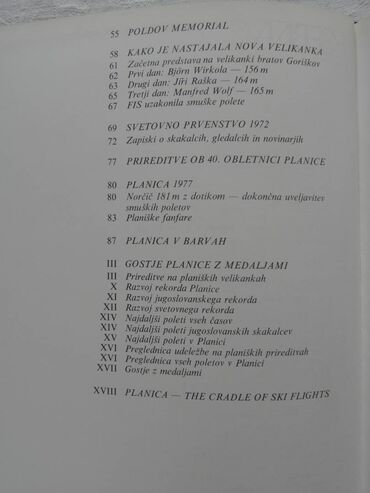 55 POLDOV MEMORIAL
58 KAKO JE NASTAJALA NOVA VELIKANKA
61 Začetna predstava na velikanki bratov Goriškov
62 Prvi dan: Björn Wirkola — 156 m
63 Drugi dan: Jiři Raška — 164 m
65 Tretji dan: Manfred Wolf — 165 m
67 FIS uzakonila smuške polete
69 SVETOVNO PRVENSTVO 1972
72 Zapiski o skakalcih, gledalcih in novinarjih
77 PRIREDITVE OB 40. OBLETNICI PLANICE
80 PLANICA 1977
80 Norčič 181 m z dotikom — dokončna uveljavitev
smuških poletov
83 Planiške fanfare
87 PLANICA V BARVAH
III GOSTJE PLANICE Z MEDALJAMI
III Prireditve na planiških velikankah
X Razvoj rekorda Planice
XI Razvoj jugoslovanskega rekorda
XII Razvoj svetovnega rekorda
XIV Najdaljši poleti vseh časov
XIV Najdaljši poleti jugoslovanskih skakalcev
XV Najdaljši poleti v Planici
XVI Preglednica udeležbe na planiških prireditvah
XVI Preglednica vseh poletov v Planici
XVII Gostje z medaljami
XVIII PLANICA — THE CRADLE OF SKI FLIGHTS